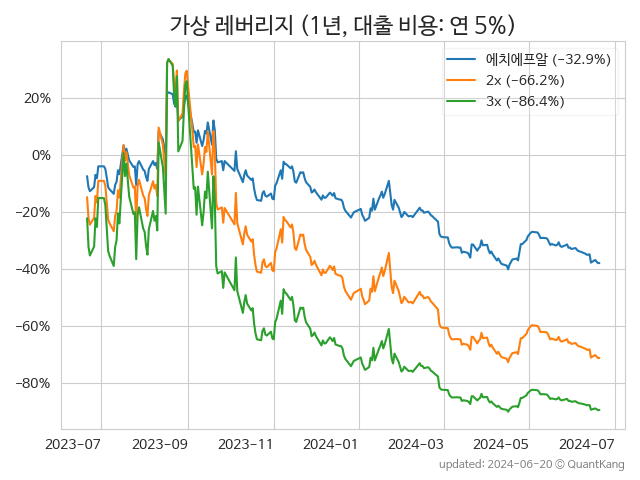 가상 레버리지 (1년, 대출 비용: 연 5%)
에치에프알 (−32.9%)
2x (−66.2%)
3x (−86.4%)
20%
0%
−20%
−40%
−60%
−80%
2023−07 2023−09 2023−11 2024−01 2024−03 2024−05 2024−07
updated: 2024-06-20 © QuantKang